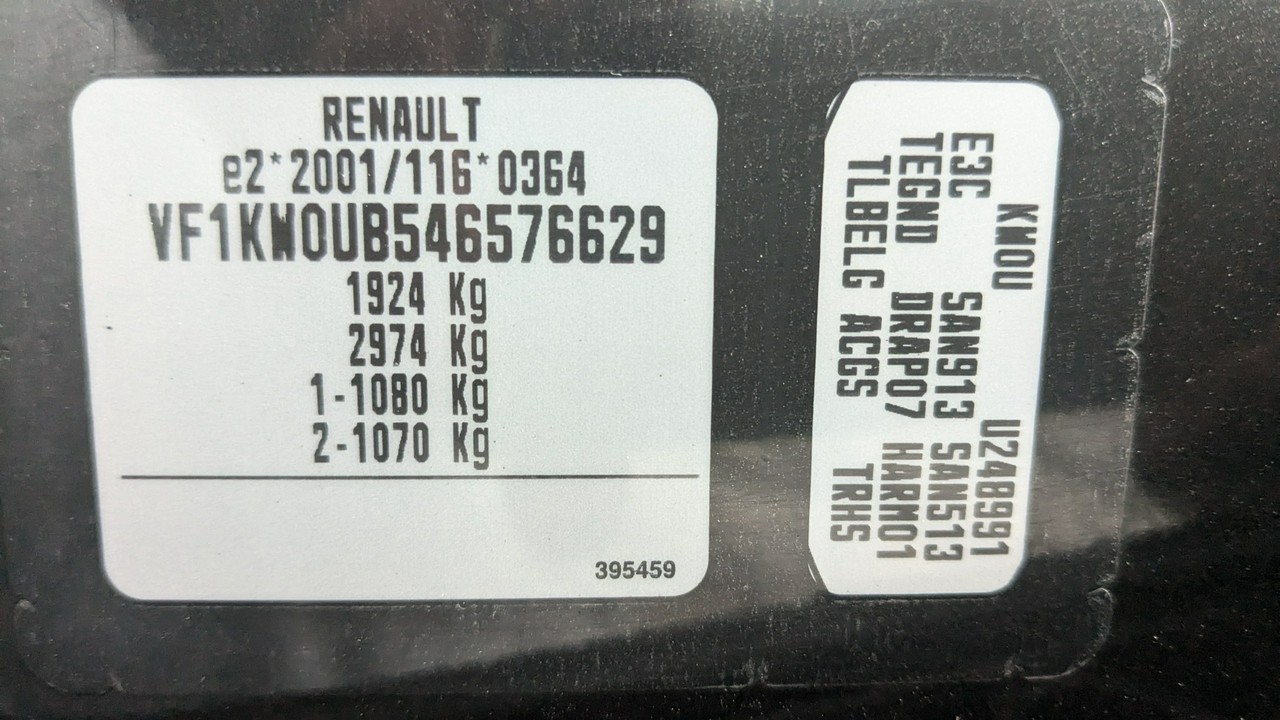 RENAULT
e2*2001/116*0364
VF1KW0UB546576629
1924 Kg
2974 Kg
1-1080 Kg
2-1070 Kg
395459
KW0U U248991
E3C SAN913 SAN513
TEGND DRAP07 HARM01
TLBELG ACGS TRHS